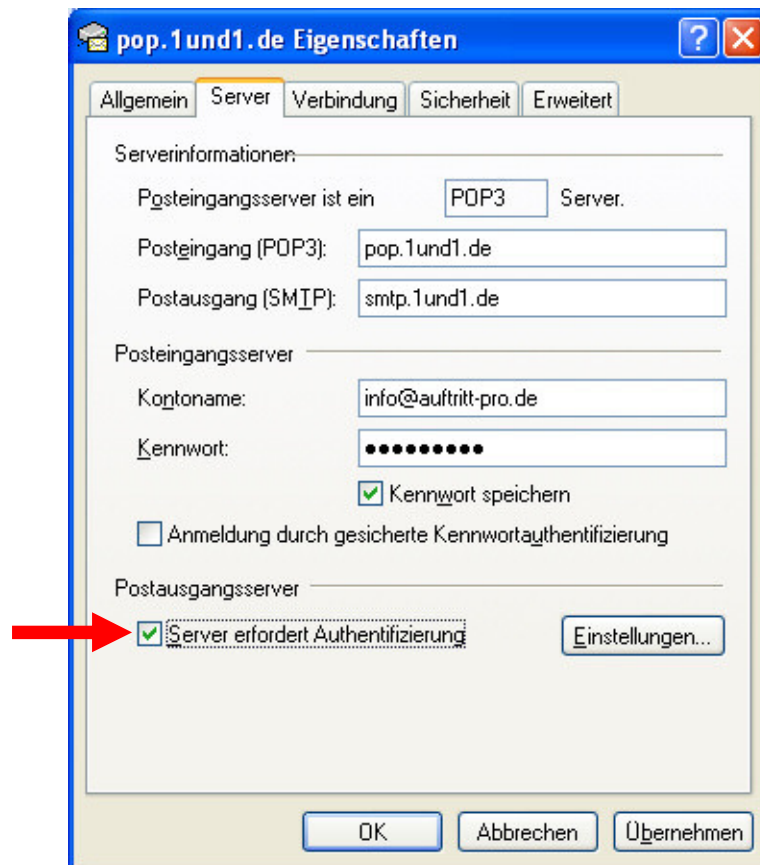 pop.1und1.de Eigenschaften
Allgemein Server Verbindung Sicherheit Erweitert
Serverinformationen
Posteingangsserver ist ein POP3 Server.
Posteingang (POP3): pop.1und1.de
Postausgang (SMTP): smtp.1und1.de
Posteingangsserver
Kontoname: info@auftritt-pro.de
Kennwort: ●●●●●●●●●
Kennwort speichern
Anmeldung durch gesicherte Kennwortauthentifizierung
Postausgangsserver
Server erfordert Authentifizierung Einstellungen...
OK Abbrechen Übernehmen